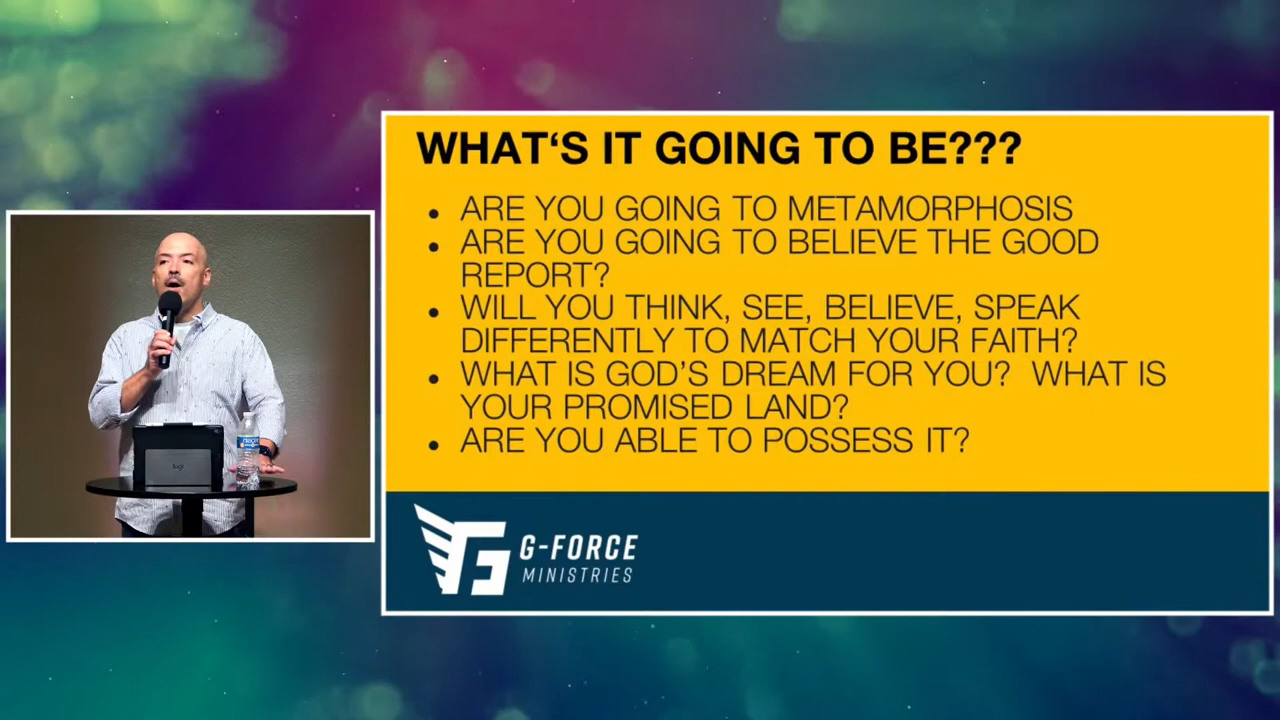 WHAT‘S IT GOING TO BE???
• ARE YOU GOING TO METAMORPHOSIS
• ARE YOU GOING TO BELIEVE THE GOOD
REPORT?
• WILL YOU THINK, SEE, BELIEVE, SPEAK
DIFFERENTLY TO MATCH YOUR FAITH?
• WHAT IS GOD’S DREAM FOR YOU?  WHAT IS
YOUR PROMISED LAND?
• ARE YOU ABLE TO POSSESS IT?
G-FORCE
MINISTRIES
logi